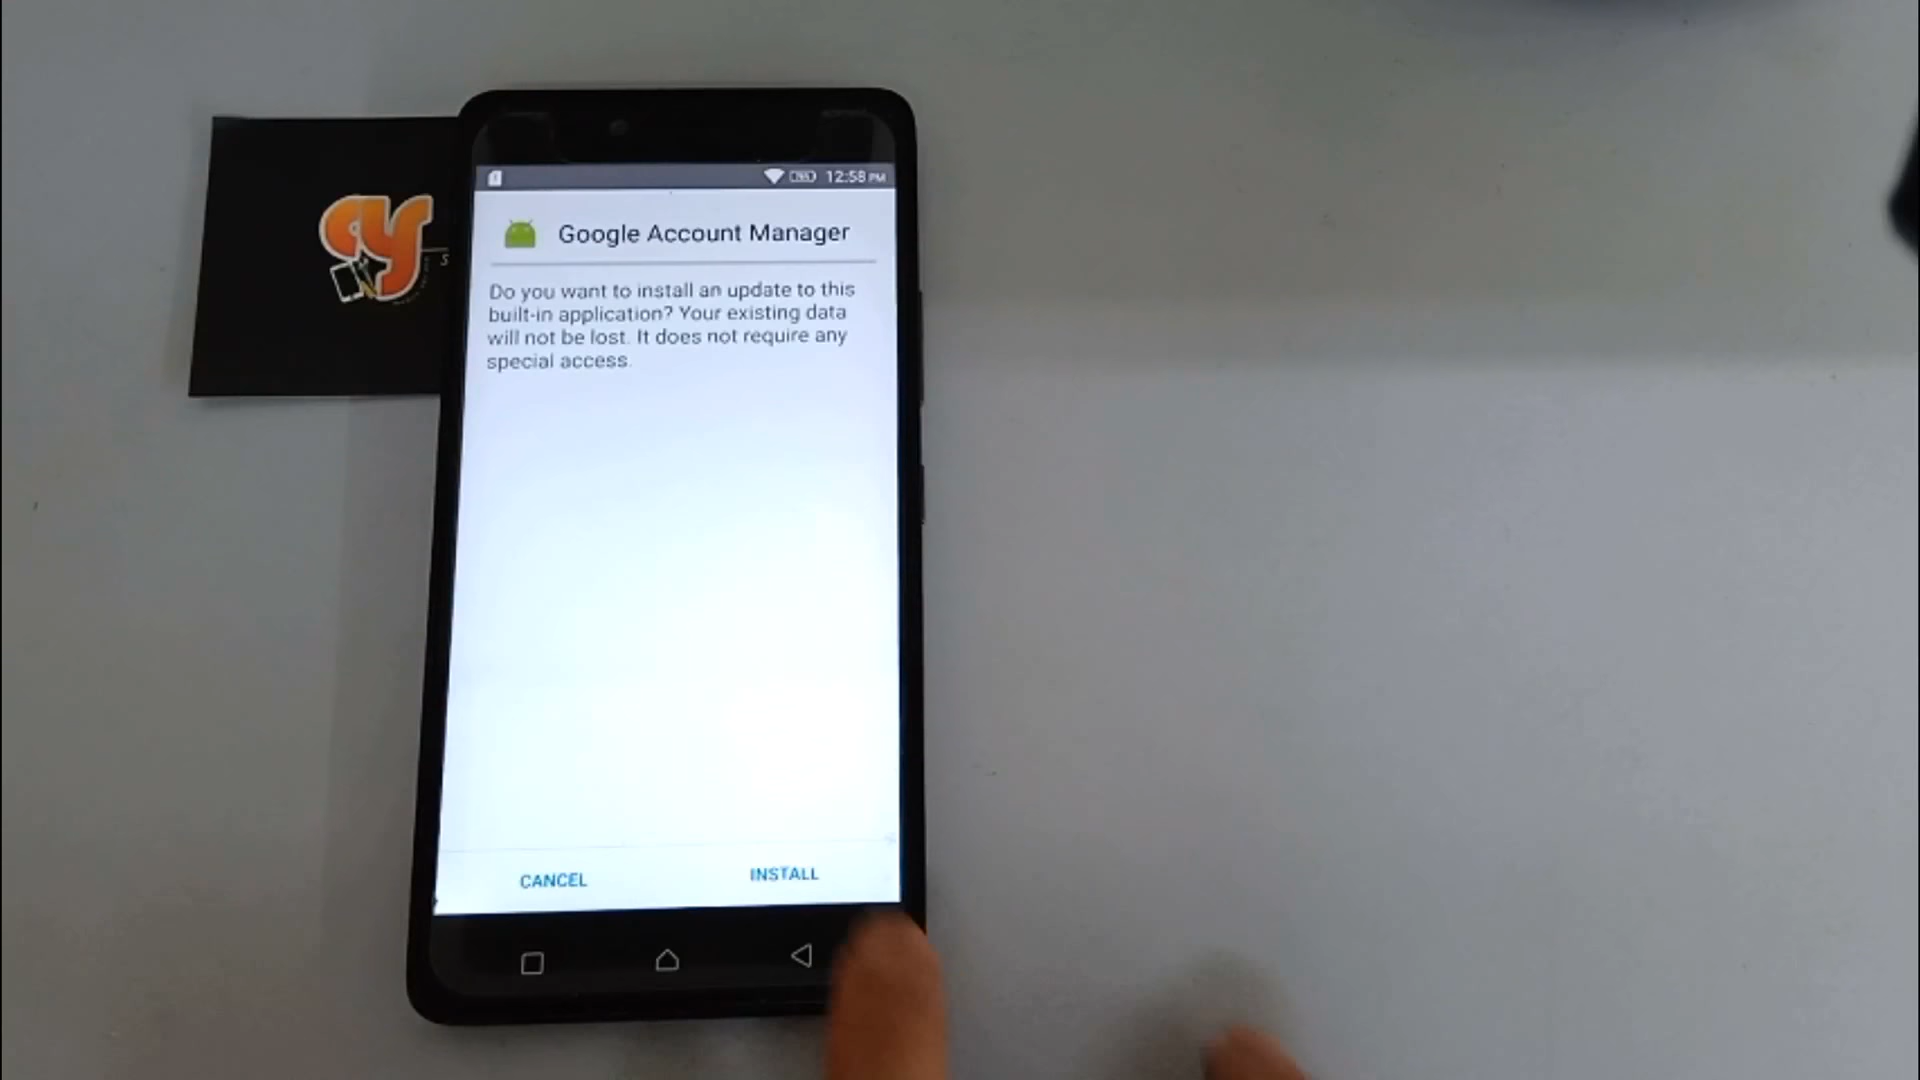 12:58 PM
Google Account Manager
Do you want to install an update to this
built-in application? Your existing data
will not be lost. It does not require any
special access.
CANCEL
INSTALL